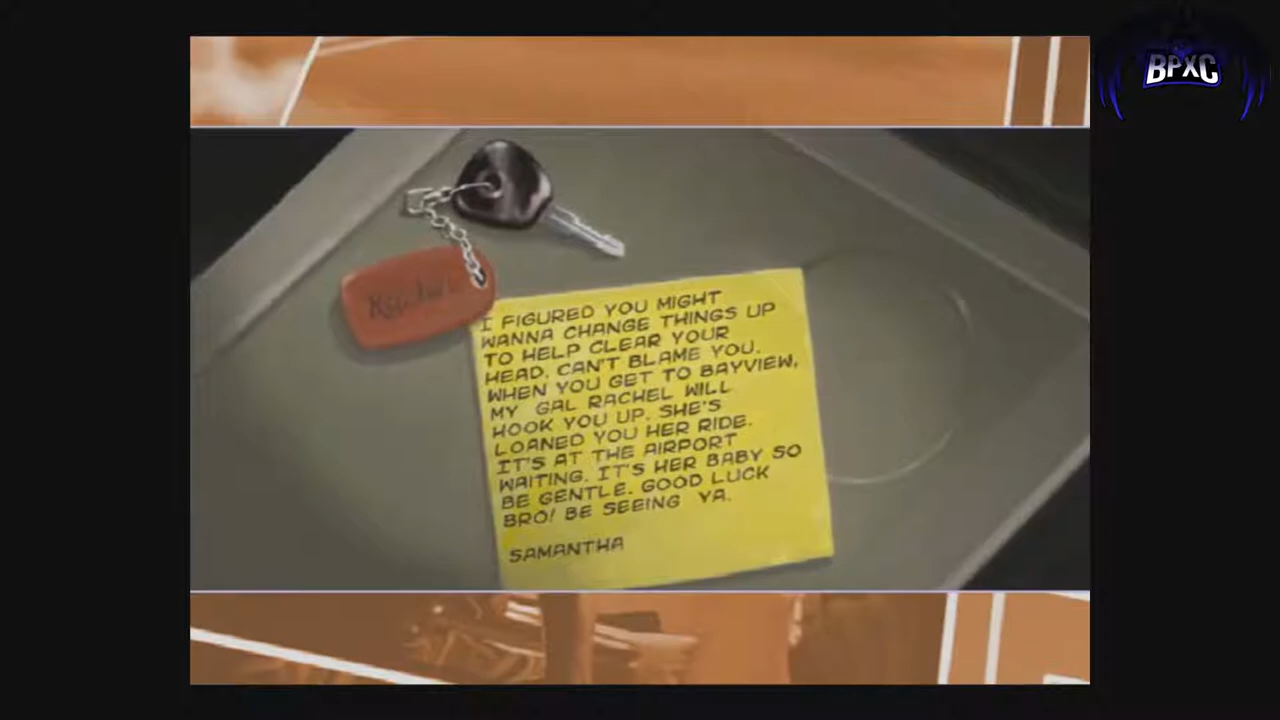 BPXC
I FIGURED YOU MIGHT
WANNA CHANGE THINGS UP
TO HELP CLEAR YOUR
HEAD. CAN'T BLAME YOU.
WHEN YOU GET TO BAYVIEW,
MY GAL RACHEL WILL
HOOK YOU UP. SHE'S
LOANED YOU HER RIDE.
IT'S AT THE AIRPORT
WAITING. IT'S HER BABY SO
BE GENTLE. GOOD LUCK
BRO! BE SEEING YA.
SAMANTHA